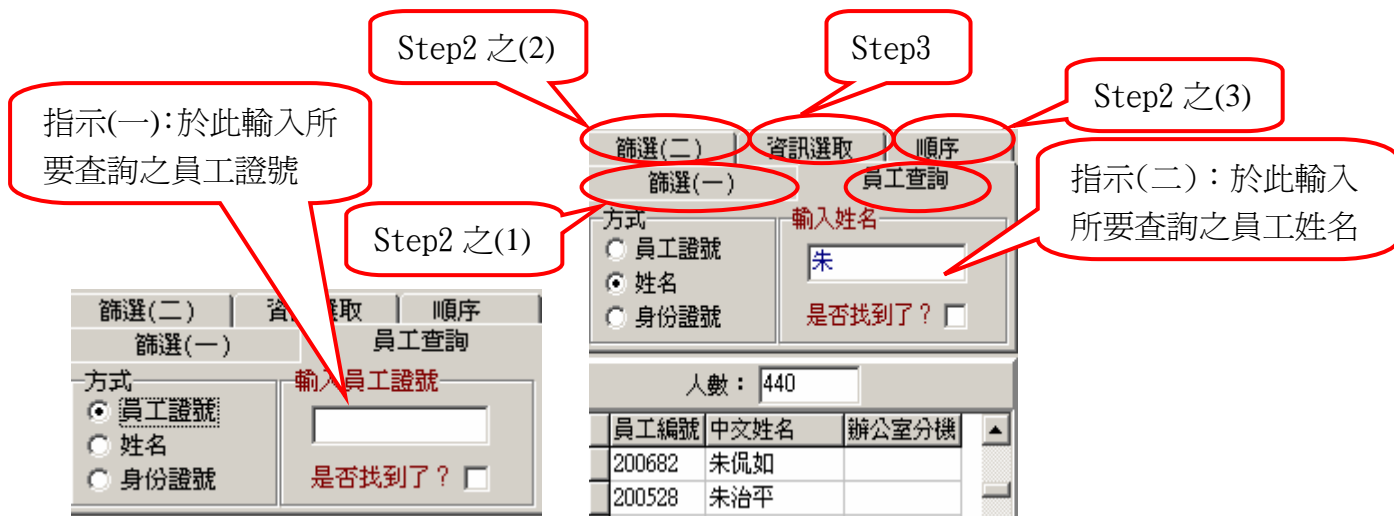 Step2 之(2)
Step3
Step2 之(3)
指示(一):於此輸入所
要查詢之員工證號
篩選(二)
資訊選取
順序
篩選(一)
員工查詢
指示(二)：於此輸入
所要查詢之員工姓名
Step2 之(1)
方式
員工證號
姓名
身份證號
輸入姓名
朱
是否找到了？
人數：
440
員工編號 中文姓名 辦公室分機
200682 朱侃如
200528 朱治平
篩選(二)
資選取
順序
篩選(一)
員工查詢
方式
員工證號
姓名
身份證號
輸入員工證號
是否找到了？